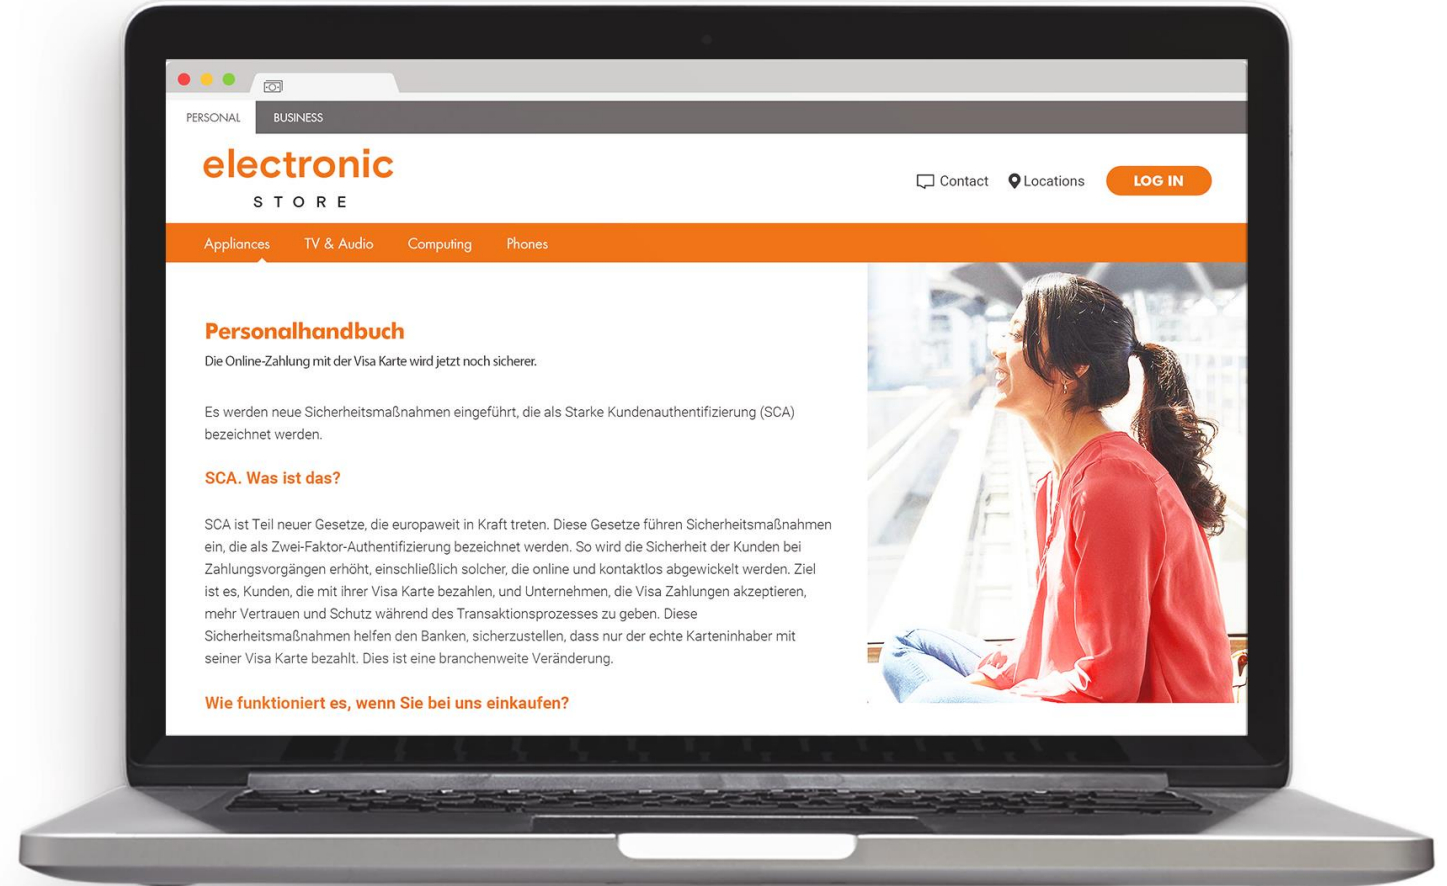 PERSONAL
BUSINESS
electronic
STORE
Contact
Locations
LOG IN
Appliances
TV & Audio
Computing
Phones
Personalhandbuch
Die Online-Zahlung mit der Visa Karte wird jetzt noch sicherer.
Es werden neue Sicherheitsmaßnahmen eingeführt, die als Starke Kundenauthentifizierung (SCA)
bezeichnet werden.
SCA. Was ist das?
SCA ist Teil neuer Gesetze, die europaweit in Kraft treten. Diese Gesetze führen Sicherheitsmaßnahmen
ein, die als Zwei-Faktor-Authentifizierung bezeichnet werden. So wird die Sicherheit der Kunden bei
Zahlungsvorgängen erhöht, einschließlich solcher, die online und kontaktlos abgewickelt werden. Ziel
ist es, Kunden, die mit ihrer Visa Karte bezahlen, und Unternehmen, die Visa Zahlungen akzeptieren,
mehr Vertrauen und Schutz während des Transaktionsprozesses zu geben. Diese
Sicherheitsmaßnahmen helfen den Banken, sicherzustellen, dass nur der echte Karteninhaber mit
seiner Visa Karte bezahlt. Dies ist eine branchenweite Veränderung.
Wie funktioniert es, wenn Sie bei uns einkaufen?